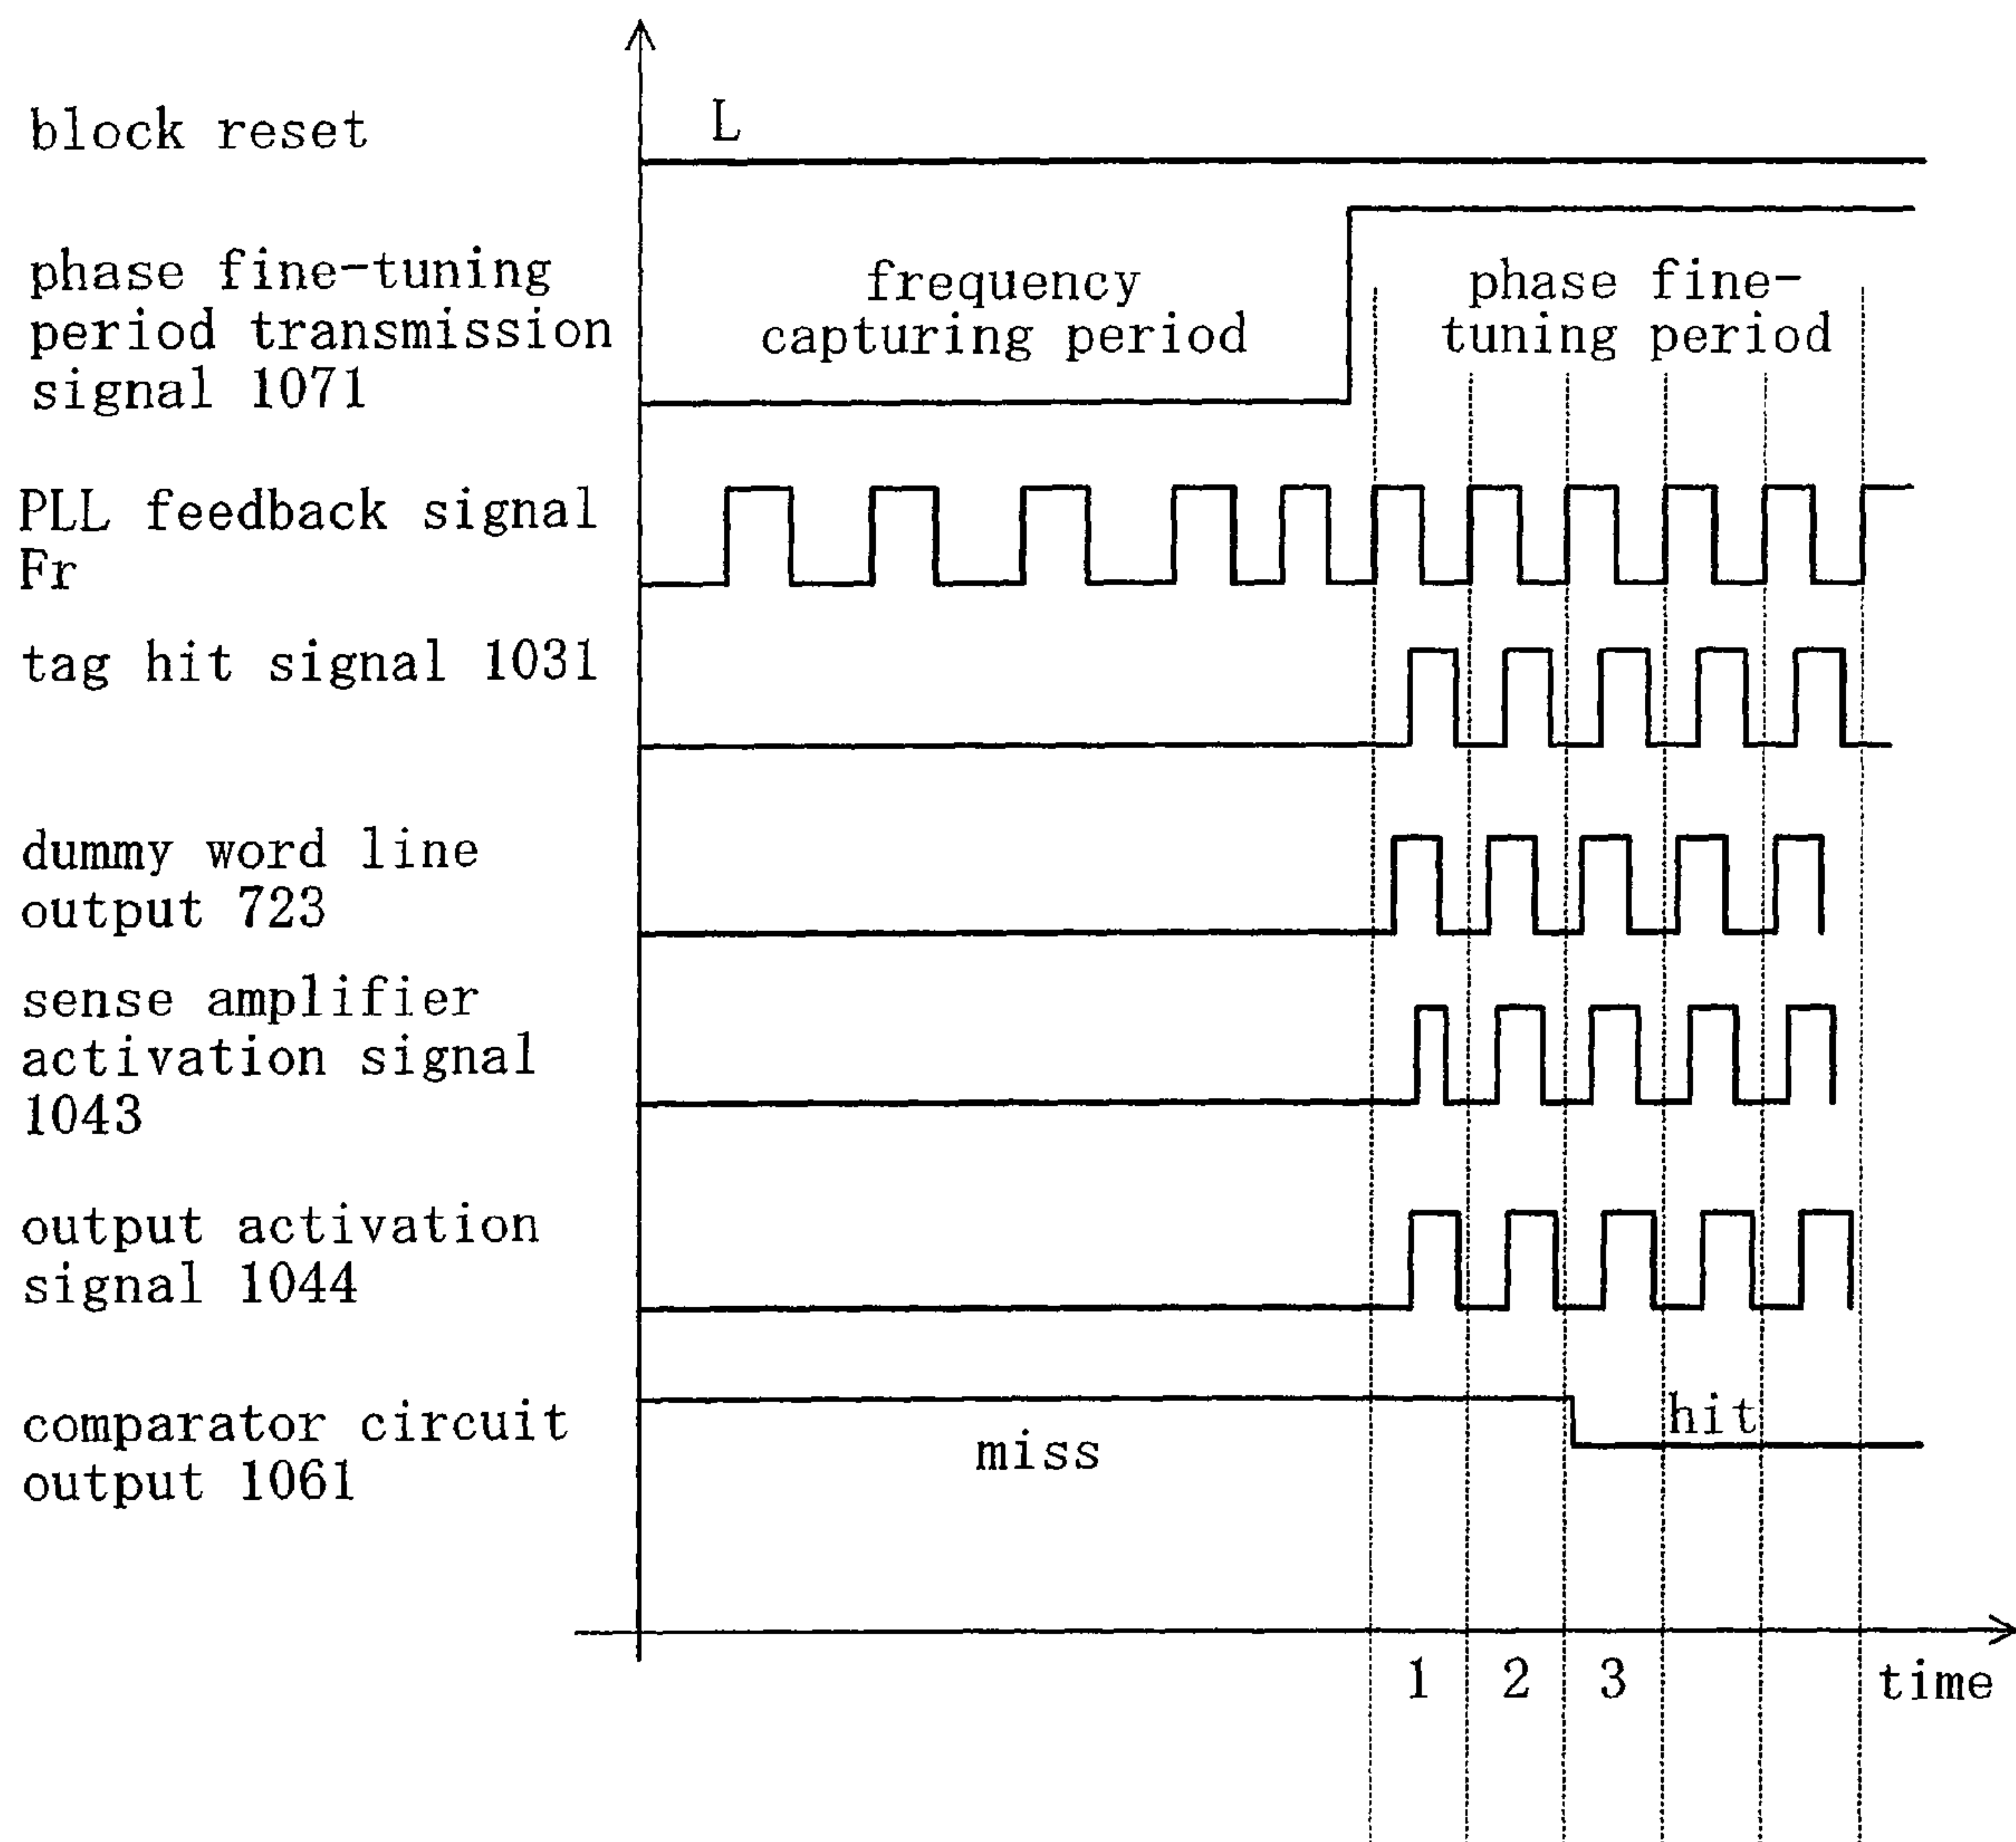 block reset
L
phase fine-tuning
period transmission
signal 1071
frequency
capturing period
phase fine-
tuning period
PLL feedback signal
Fr
tag hit signal 1031
dummy word line
output 723
sense amplifier
activation signal
1043
output activation
signal 1044
comparator circuit
output 1061
miss
hit
1 2 3 time